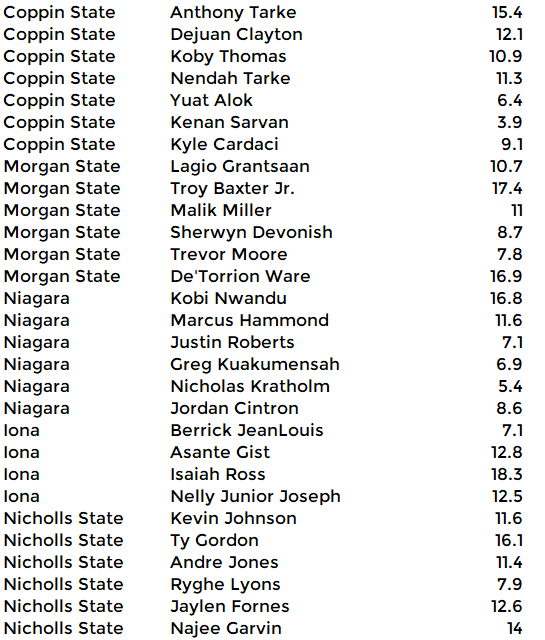 Coppin State Anthony Tarke 15.4
Coppin State Dejuan Clayton 12.1
Coppin State Koby Thomas 10.9
Coppin State Nendah Tarke 11.3
Coppin State Yuat Alok 6.4
Coppin State Kenan Sarvan 3.9
Coppin State Kyle Cardaci 9.1
Morgan State Lagio Grantsaan 10.7
Morgan State Troy Baxter Jr. 17.4
Morgan State Malik Miller 11
Morgan State Sherwyn Devonish 8.7
Morgan State Trevor Moore 7.8
Morgan State De'Torrion Ware 16.9
Niagara Kobi Nwandu 16.8
Niagara Marcus Hammond 11.6
Niagara Justin Roberts 7.1
Niagara Greg Kuakumensah 6.9
Niagara Nicholas Kratholm 5.4
Niagara Jordan Cintron 8.6
Iona Berrick JeanLouis 7.1
Iona Asante Gist 12.8
Iona Isaiah Ross 18.3
Iona Nelly Junior Joseph 12.5
Nicholls State Kevin Johnson 11.6
Nicholls State Ty Gordon 16.1
Nicholls State Andre Jones 11.4
Nicholls State Ryghe Lyons 7.9
Nicholls State Jaylen Fornes 12.6
Nicholls State Najee Garvin 14